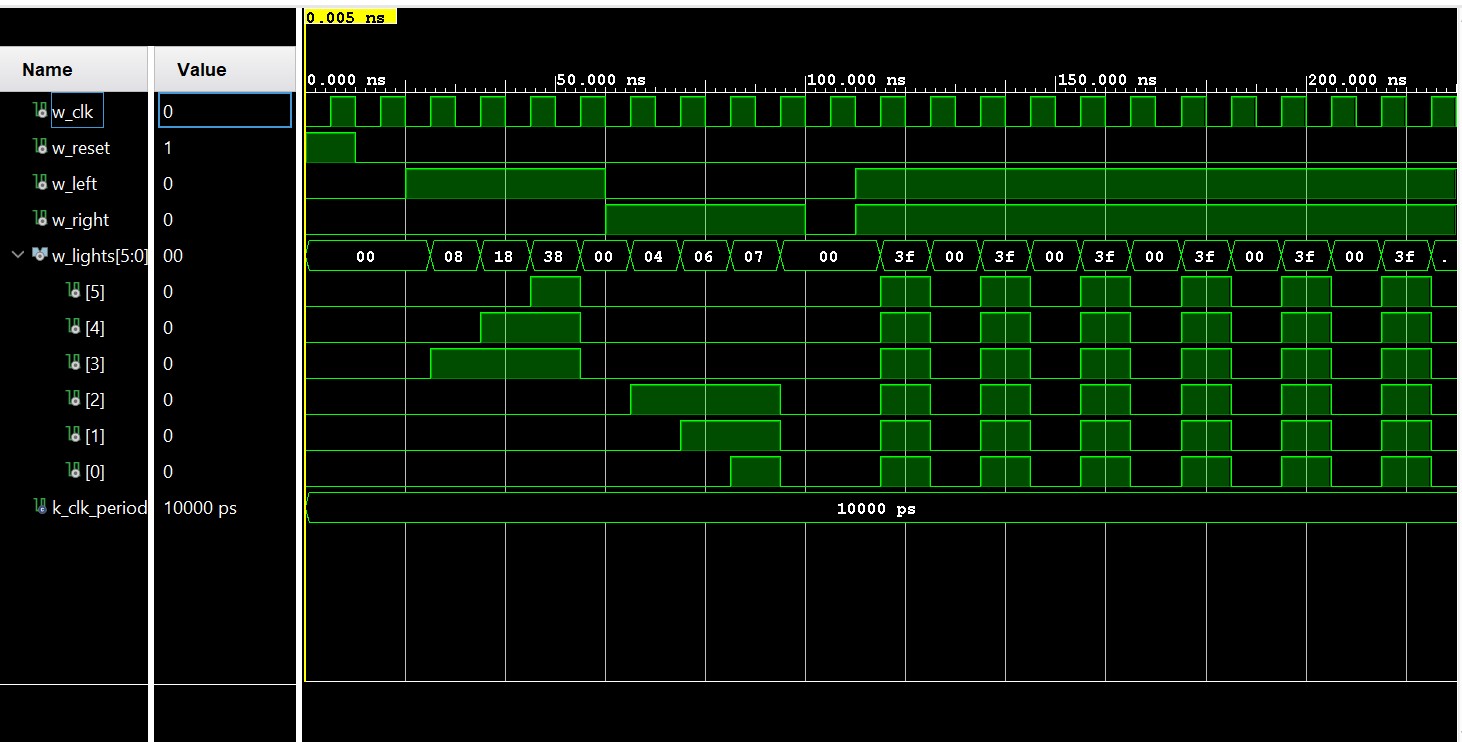 0.005 ns
Name Value
0.000 ns 50.000 ns 100.000 ns 150.000 ns 200.000 ns
w_clk 0
w_reset 1
w_left 0
w_right 0
w_lights[5:0] 00 00 08 18 38 00 04 06 07 00 3f 00 3f 00 3f 00 3f 00 3f 00 3f .
[5] 0
[4] 0
[3] 0
[2] 0
[1] 0
[0] 0
k_clk_period 10000 ps 10000 ps